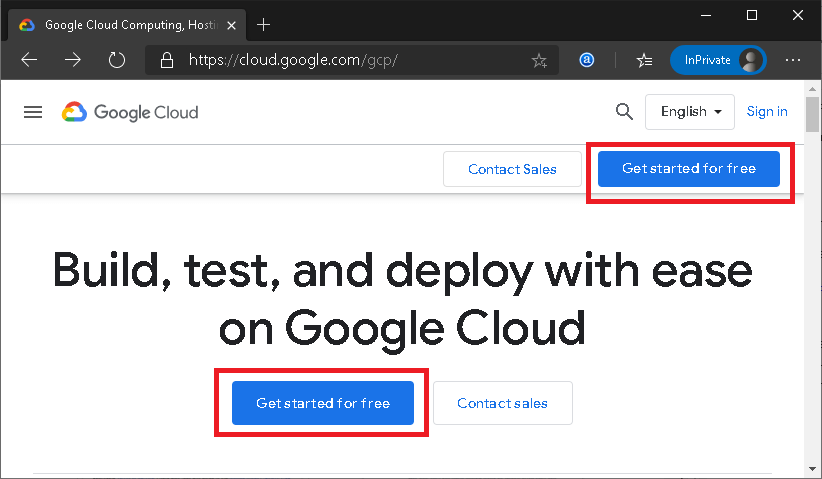 Google Cloud Computing, Hosti
https://cloud.google.com/gcp/
InPrivate
Google Cloud
English
Sign in
Contact Sales
Get started for free
Build, test, and deploy with ease
on Google Cloud
Get started for free
Contact sales